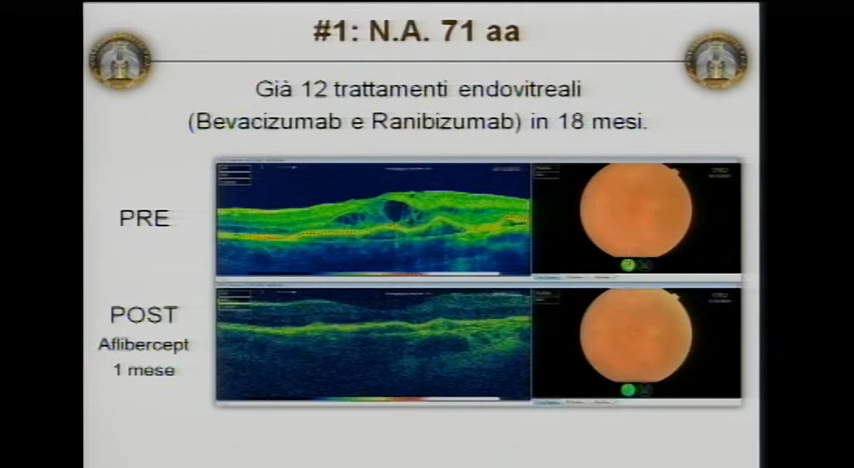 #1: N.A. 71 aa
Già 12 trattamenti endovitreali
(Bevacizumab e Ranibizumab) in 18 mesi.
PRE
POST
Aflibercept
1 mese